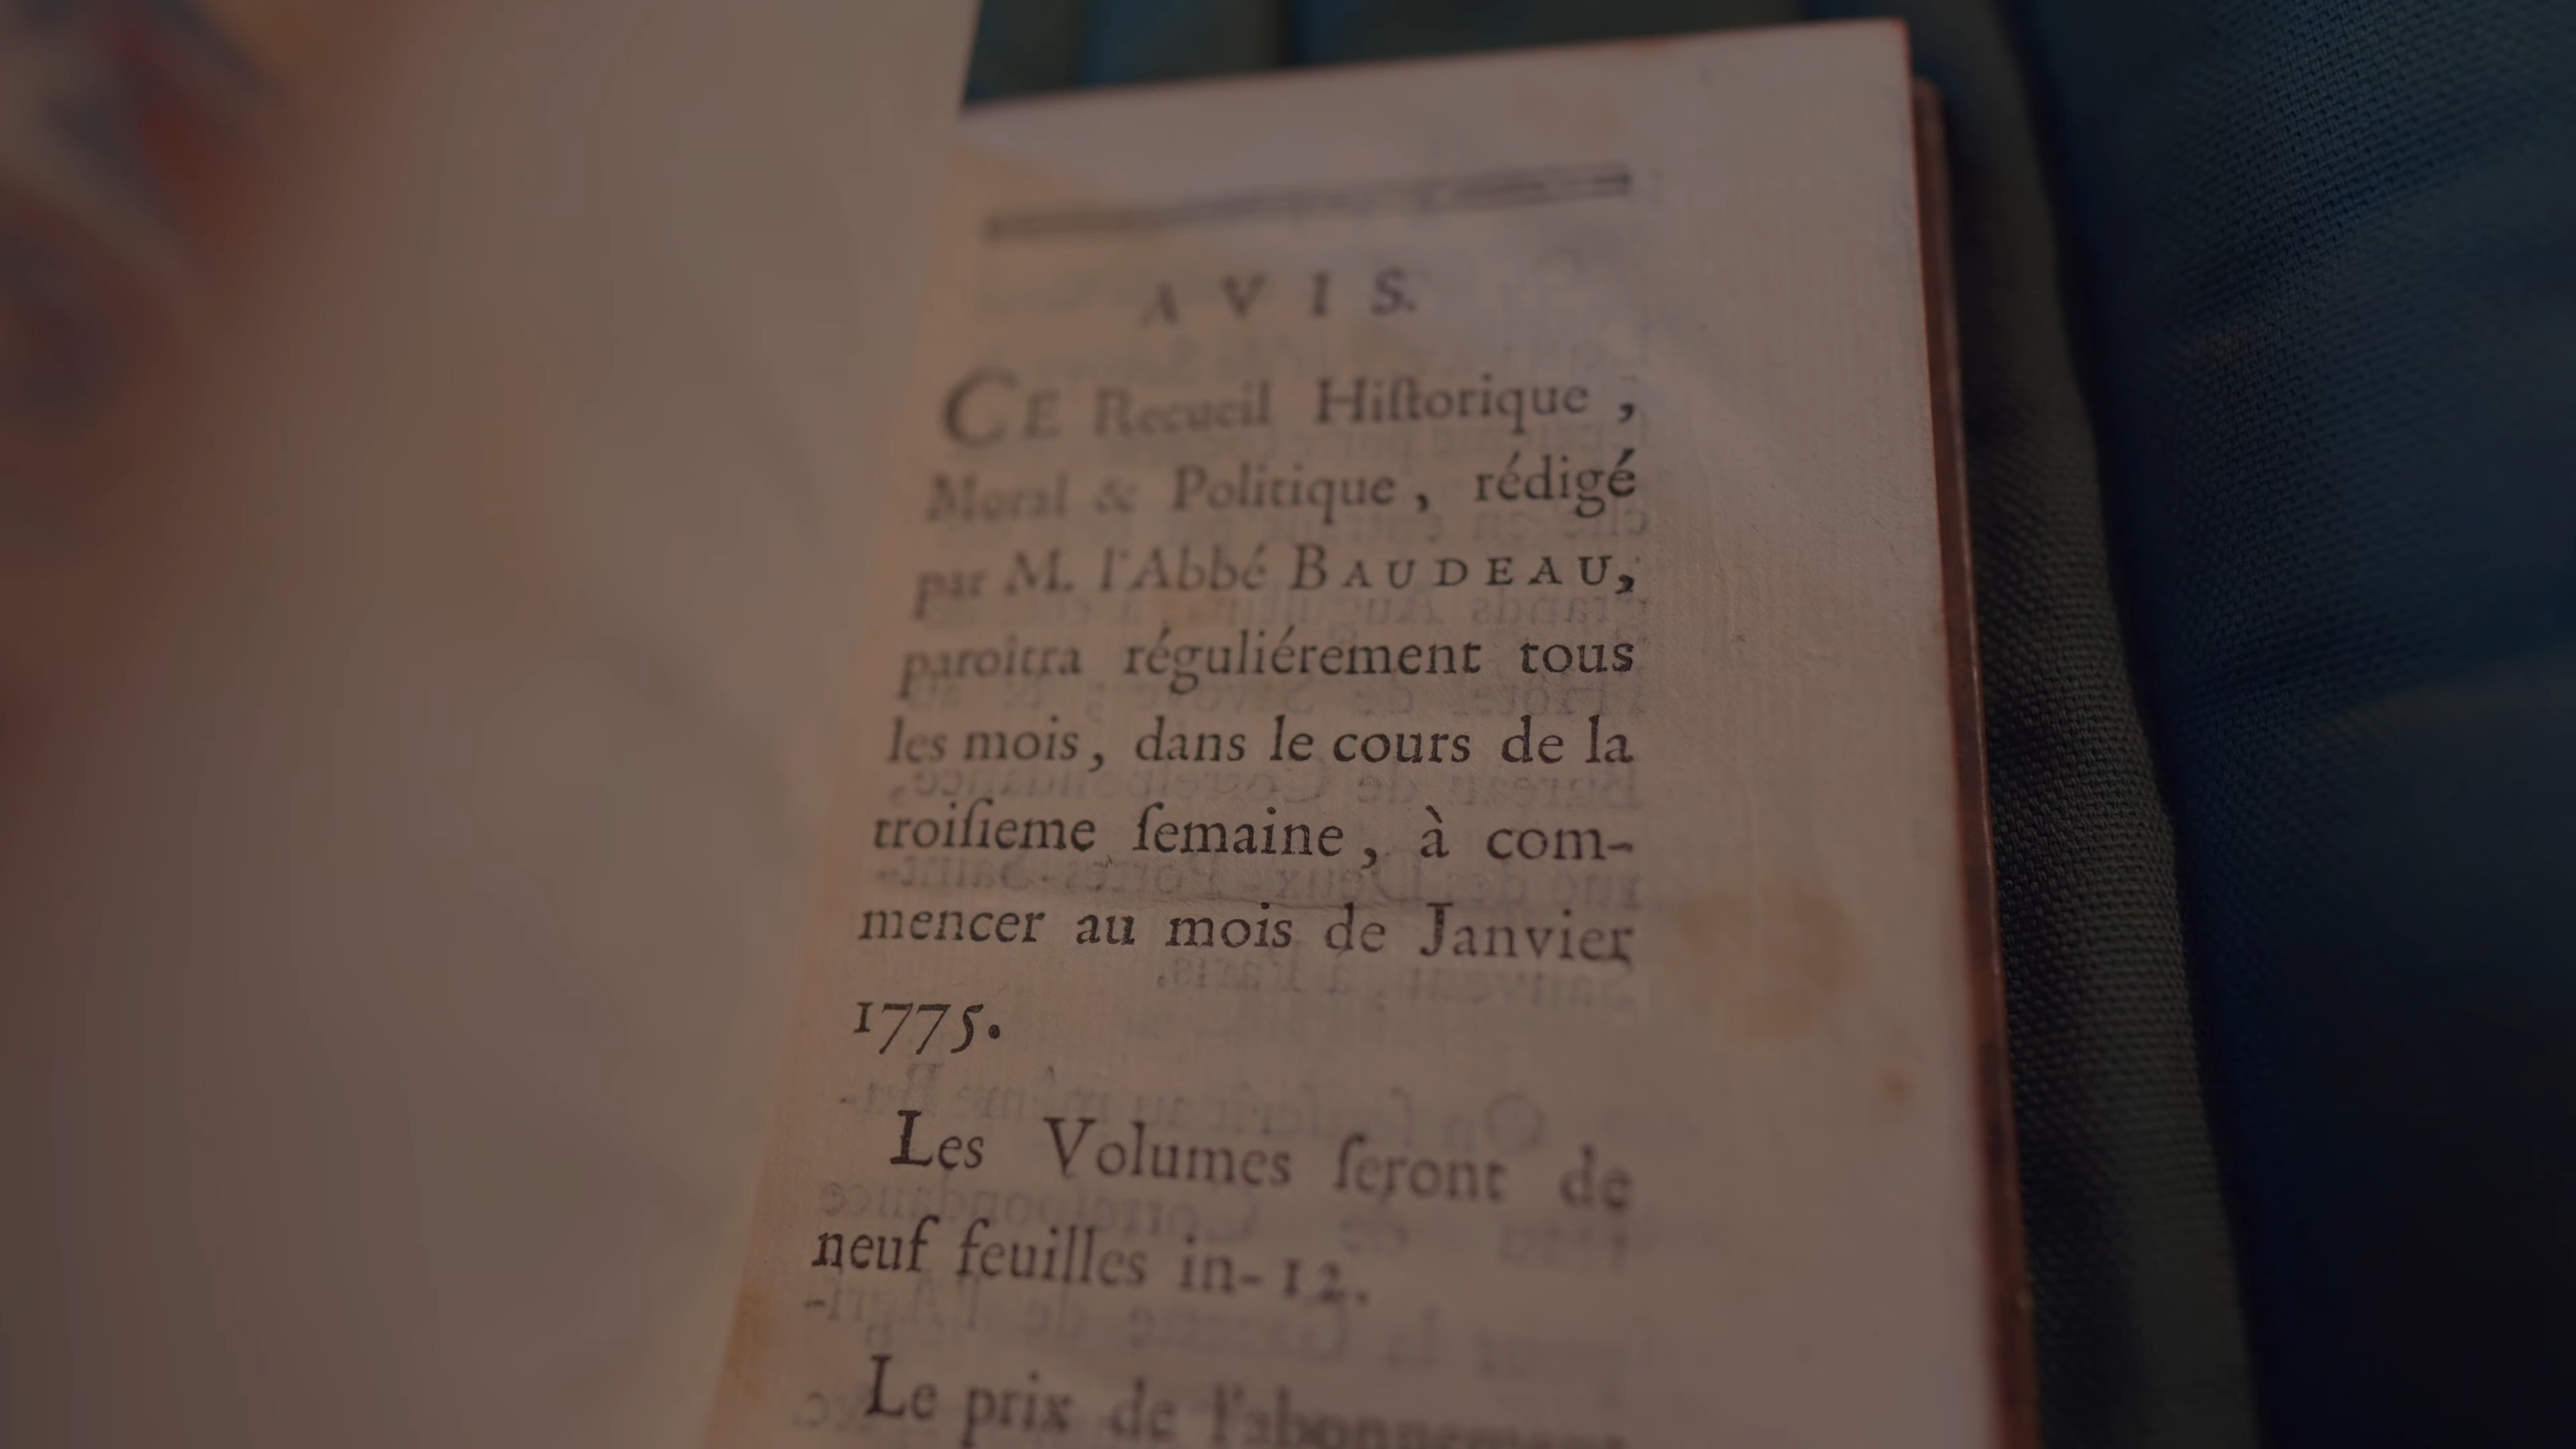 AVIS.
CE Recueil Hiſtorique,
Moral & Politique, rédigé
par M. l'Abbé BAUDEAU,
paroitra réguliérement tous
les mois, dans le cours de la
troiſieme ſemaine, à com-
mencer au mois de Janvier
1775.
Les Volumes ſeront de
neuf feuilles in-12.
Le prix de l'abonnement